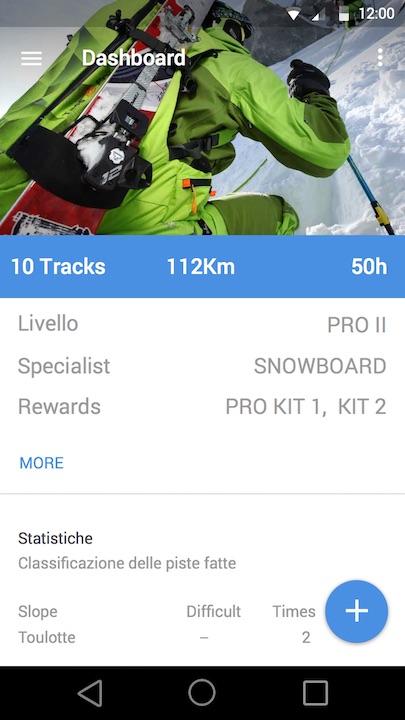 12:00
Dashboard
10 Tracks 112Km 50h
Livello PRO II
Specialist SNOWBOARD
Rewards PRO KIT 1, KIT 2
MORE
Statistiche
Classificazione delle piste fatte
Slope Difficult Times
Toulotte – 2